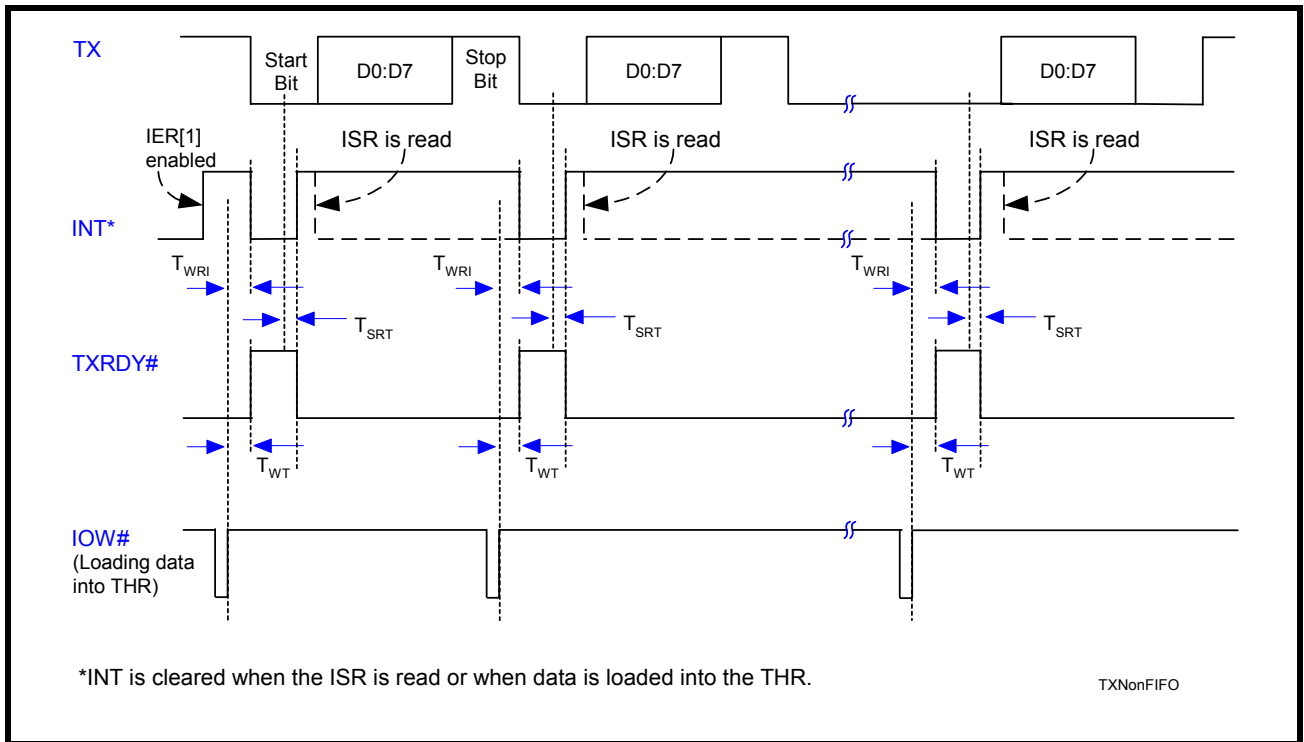 TX
Start
Bit
D0:D7
Stop
Bit
D0:D7
D0:D7
IER[1]
enabled
ISR is read
ISR is read
ISR is read
INT*
TWRI
TWRI
TWRI
TSRT
TSRT
TSRT
TXRDY#
TWT
TWT
TWT
IOW#
(Loading data
into THR)
*INT is cleared when the ISR is read or when data is loaded into the THR.
TXNonFIFO